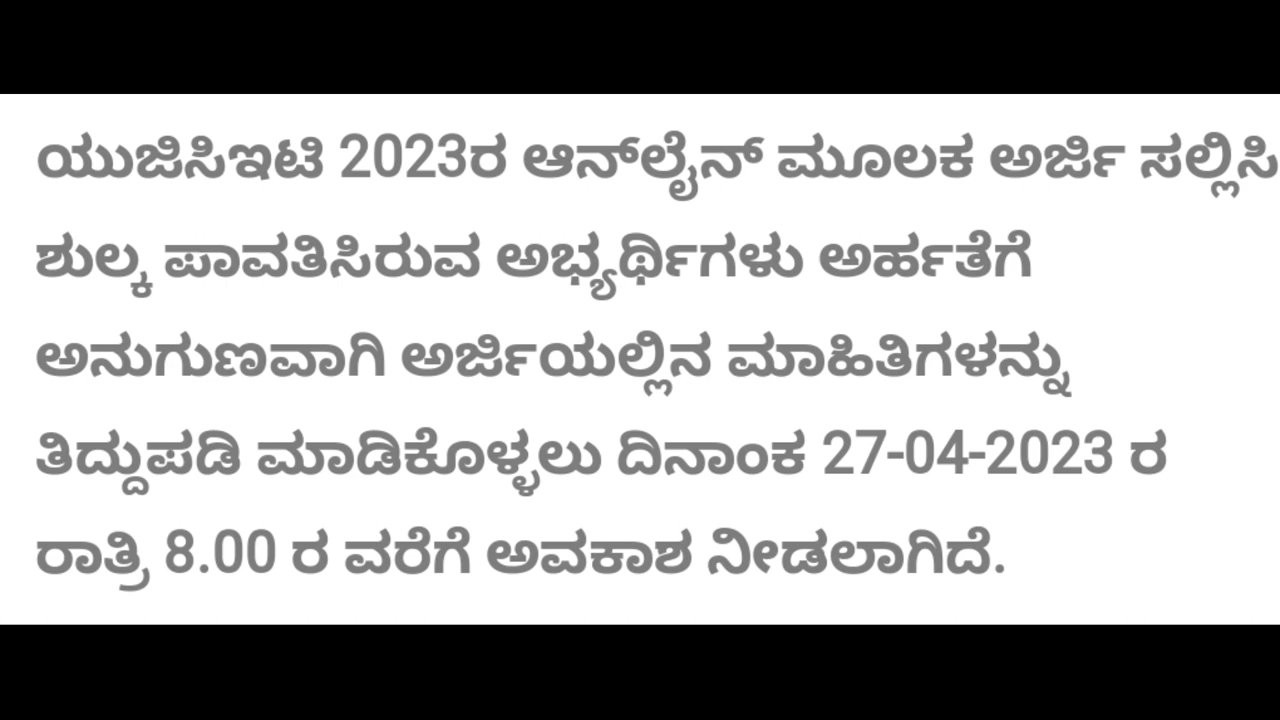 ಯುಜಿಸಿಇಟಿ 2023ರ ಆನ್‌ಲೈನ್ ಮೂಲಕ ಅರ್ಜಿ ಸಲ್ಲಿಸಿ
ಶುಲ್ಕ ಪಾವತಿಸಿರುವ ಅಭ್ಯರ್ಥಿಗಳು ಅರ್ಹತೆಗೆ
ಅನುಗುಣವಾಗಿ ಅರ್ಜಿಯಲ್ಲಿನ ಮಾಹಿತಿಗಳನ್ನು
ತಿದ್ದುಪಡಿ ಮಾಡಿಕೊಳ್ಳಲು ದಿನಾಂಕ 27-04-2023 ರ
ರಾತ್ರಿ 8.00 ರ ವರೆಗೆ ಅವಕಾಶ ನೀಡಲಾಗಿದೆ.